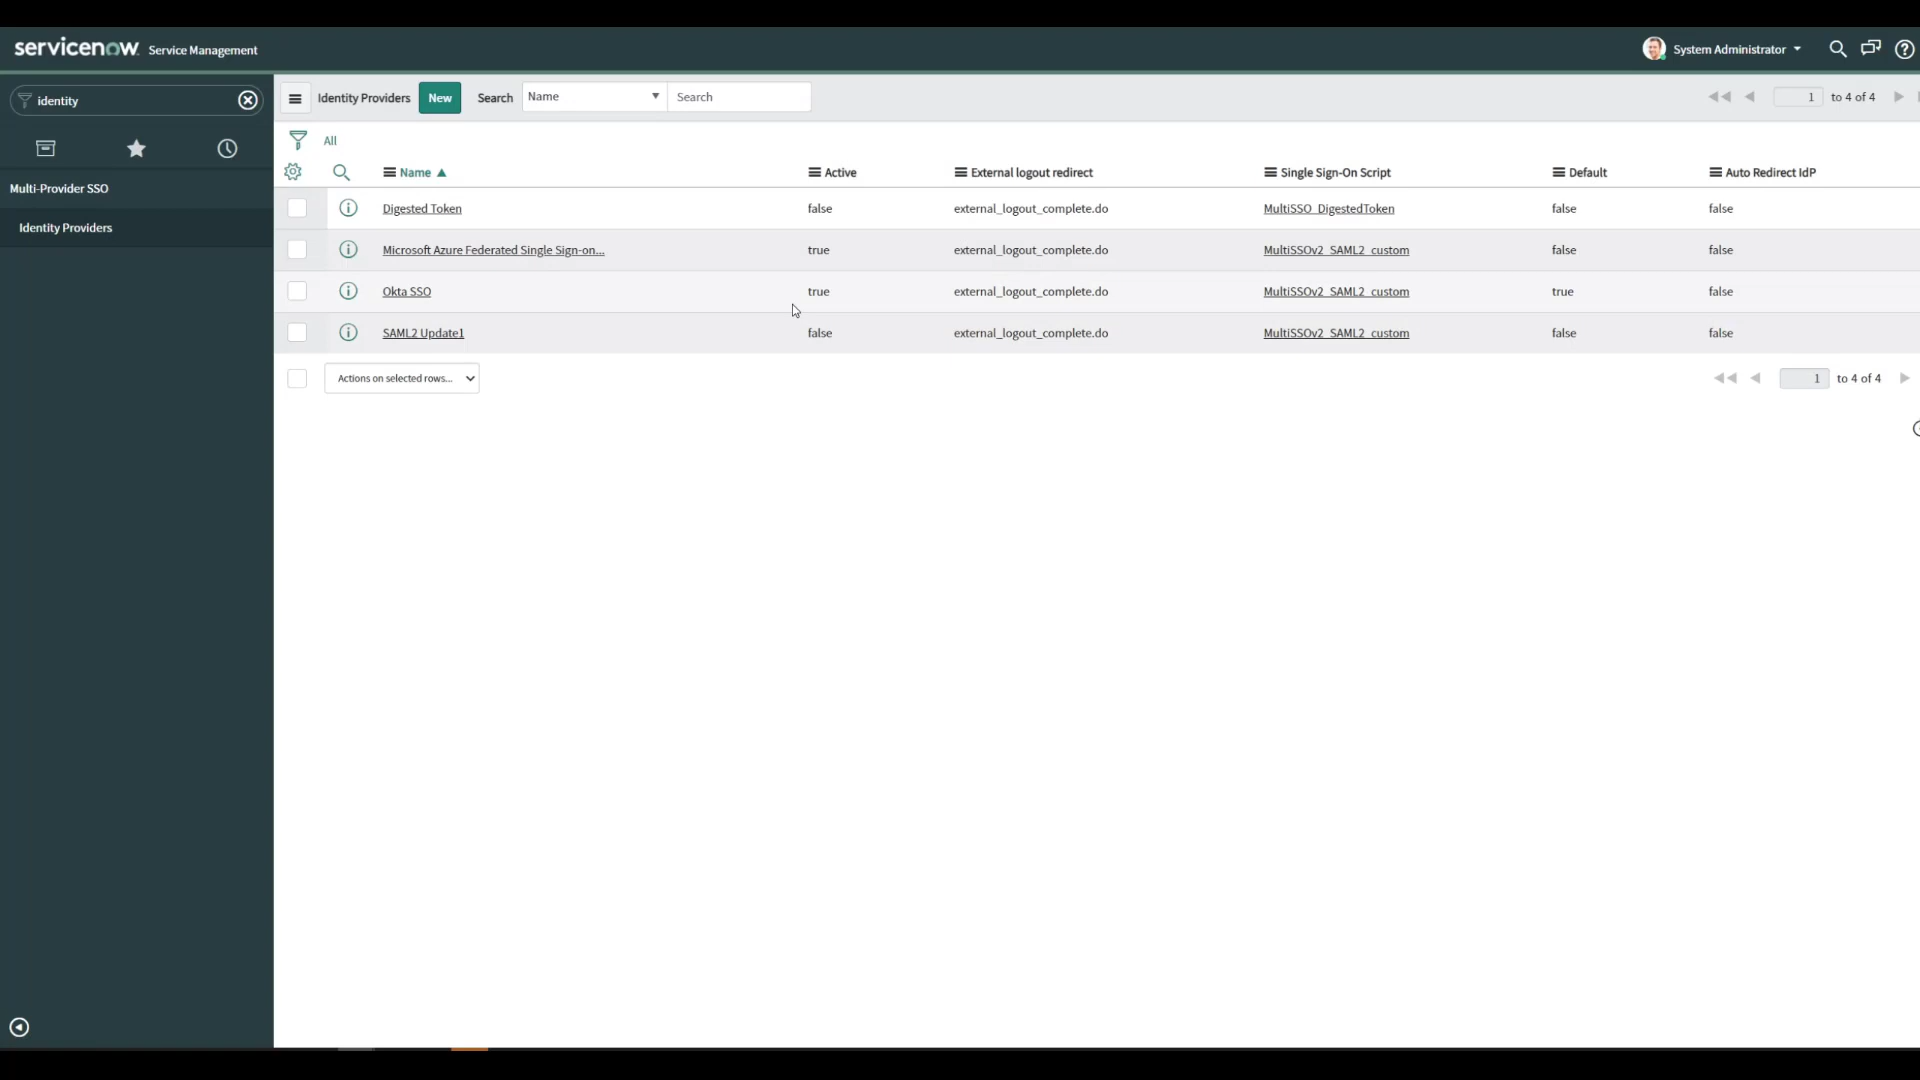 servicenow Service Management
System Administrator
identity
Identity Providers New Search Name Search
1 to 4 of 4
All
Multi-Provider SSO
Identity Providers
Name Active External logout redirect Single Sign-On Script Default Auto Redirect IdP
Digested Token false external_logout_complete.do MultiSSO_DigestedToken false false
Microsoft Azure Federated Single Sign-on... true external_logout_complete.do MultiSSOv2_SAML2_custom false false
Okta SSO true external_logout_complete.do MultiSSOv2_SAML2_custom true false
SAML2 Update1 false external_logout_complete.do MultiSSOv2_SAML2_custom false false
Actions on selected rows... 1 to 4 of 4